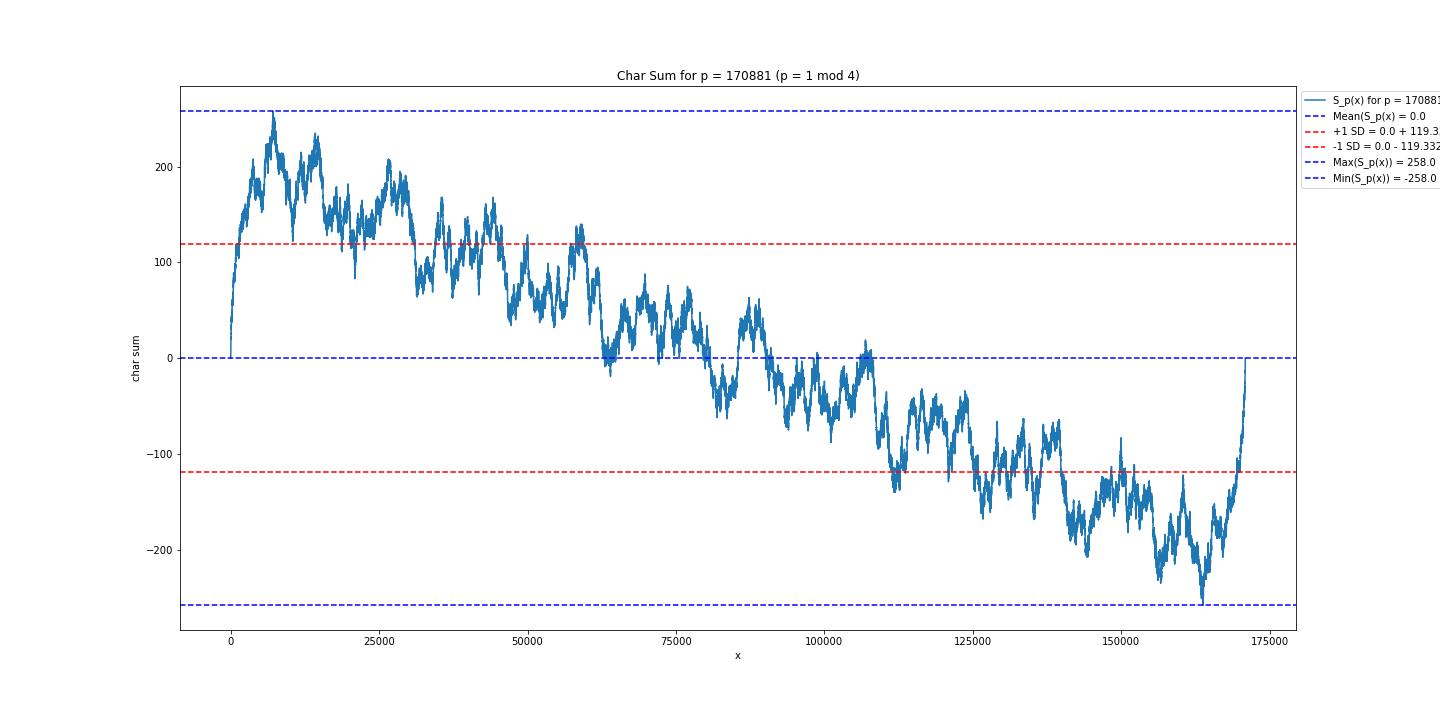 Char Sum for p = 170881 (p = 1 mod 4)
S_p(x) for p = 170881
Mean(S_p(x) = 0.0
+1 SD = 0.0 + 119.3
-1 SD = 0.0 - 119.332
Max(S_p(x)) = 258.0
Min(S_p(x)) = -258.0
200
100
0
−100
−200
char sum
0
25000
50000
75000
100000
125000
150000
175000
x